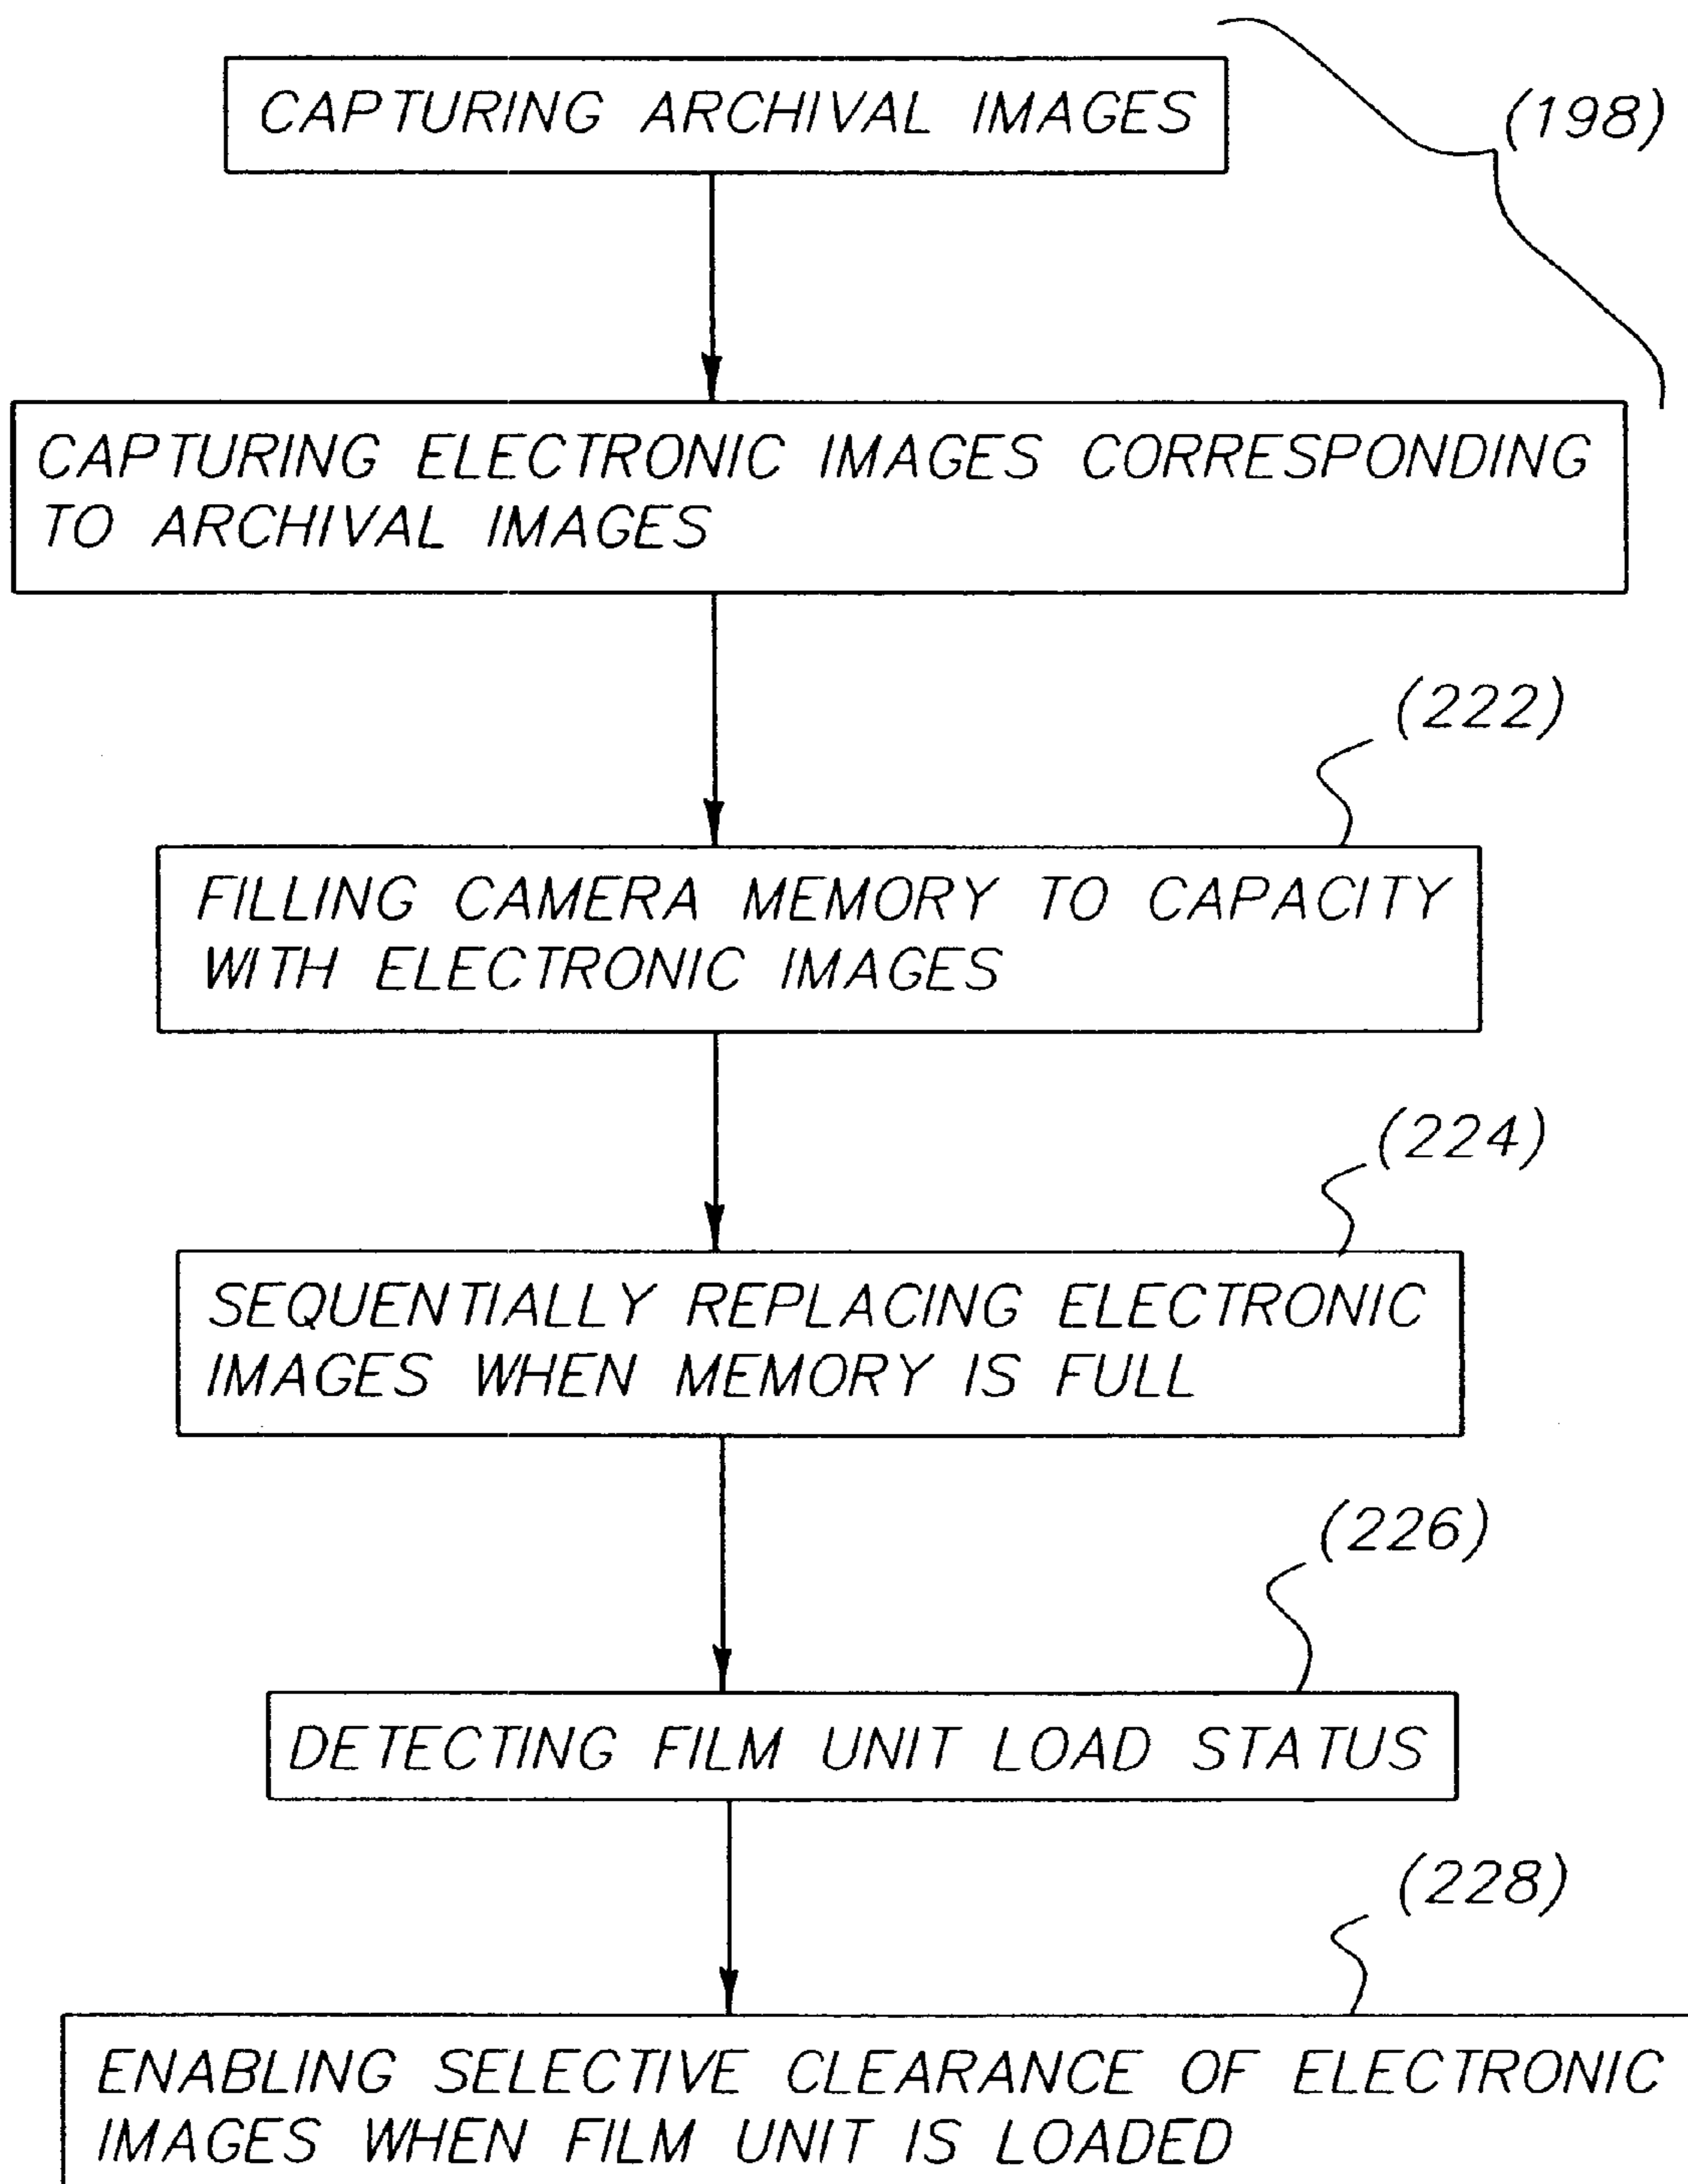 CAPTURING ARCHIVAL IMAGES
(198)
CAPTURING ELECTRONIC IMAGES CORRESPONDING
TO ARCHIVAL IMAGES
(222)
FILLING CAMERA MEMORY TO CAPACITY
WITH ELECTRONIC IMAGES
(224)
SEQUENTIALLY REPLACING ELECTRONIC
IMAGES WHEN MEMORY IS FULL
(226)
DETECTING FILM UNIT LOAD STATUS
(228)
ENABLING SELECTIVE CLEARANCE OF ELECTRONIC
IMAGES WHEN FILM UNIT IS LOADED